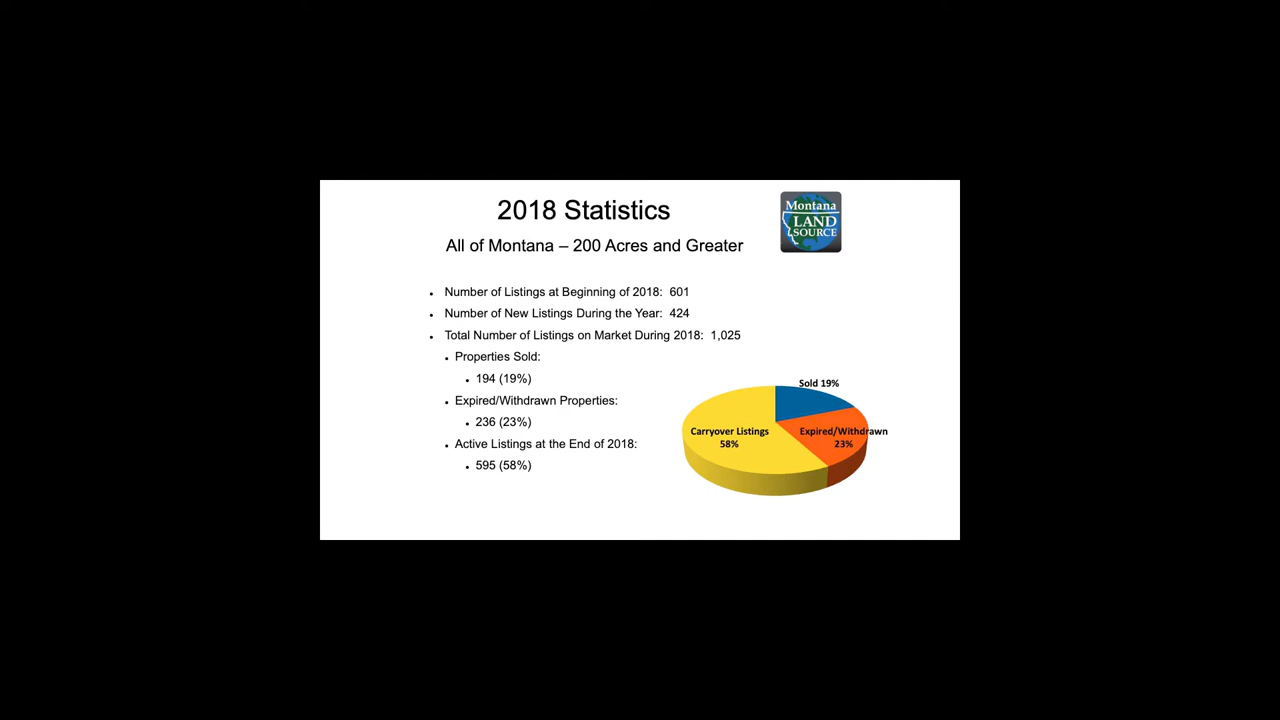 2018 Statistics
Montana
LAND
SOURCE
All of Montana – 200 Acres and Greater
• Number of Listings at Beginning of 2018: 601
• Number of New Listings During the Year: 424
• Total Number of Listings on Market During 2018: 1,025
• Properties Sold:
• 194 (19%)
• Expired/Withdrawn Properties:
• 236 (23%)
• Active Listings at the End of 2018:
• 595 (58%)
Sold 19%
Carryover Listings
58%
Expired/Withdrawn
23%